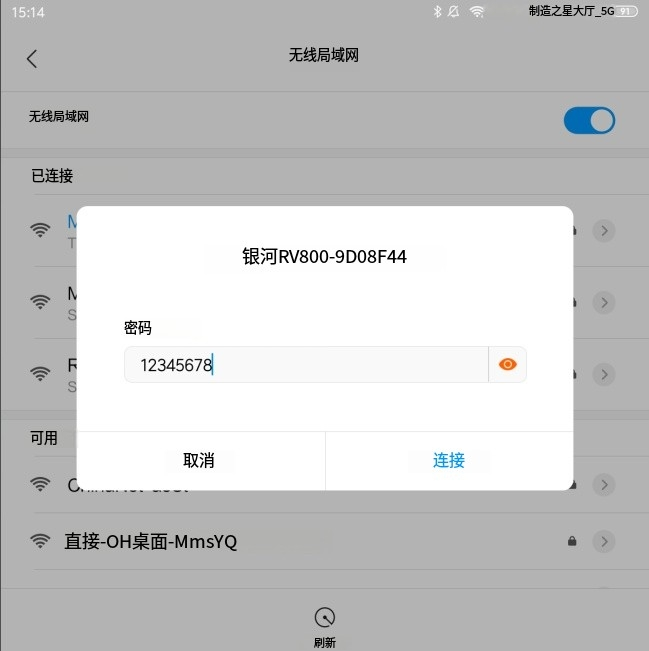 15:14
制造之星大厅_5G 91
无线局域网
无线局域网
已连接
银河RV800-9D08F44
密码
12345678
取消
连接
可用
直接-OH桌面-MmsYQ
刷新